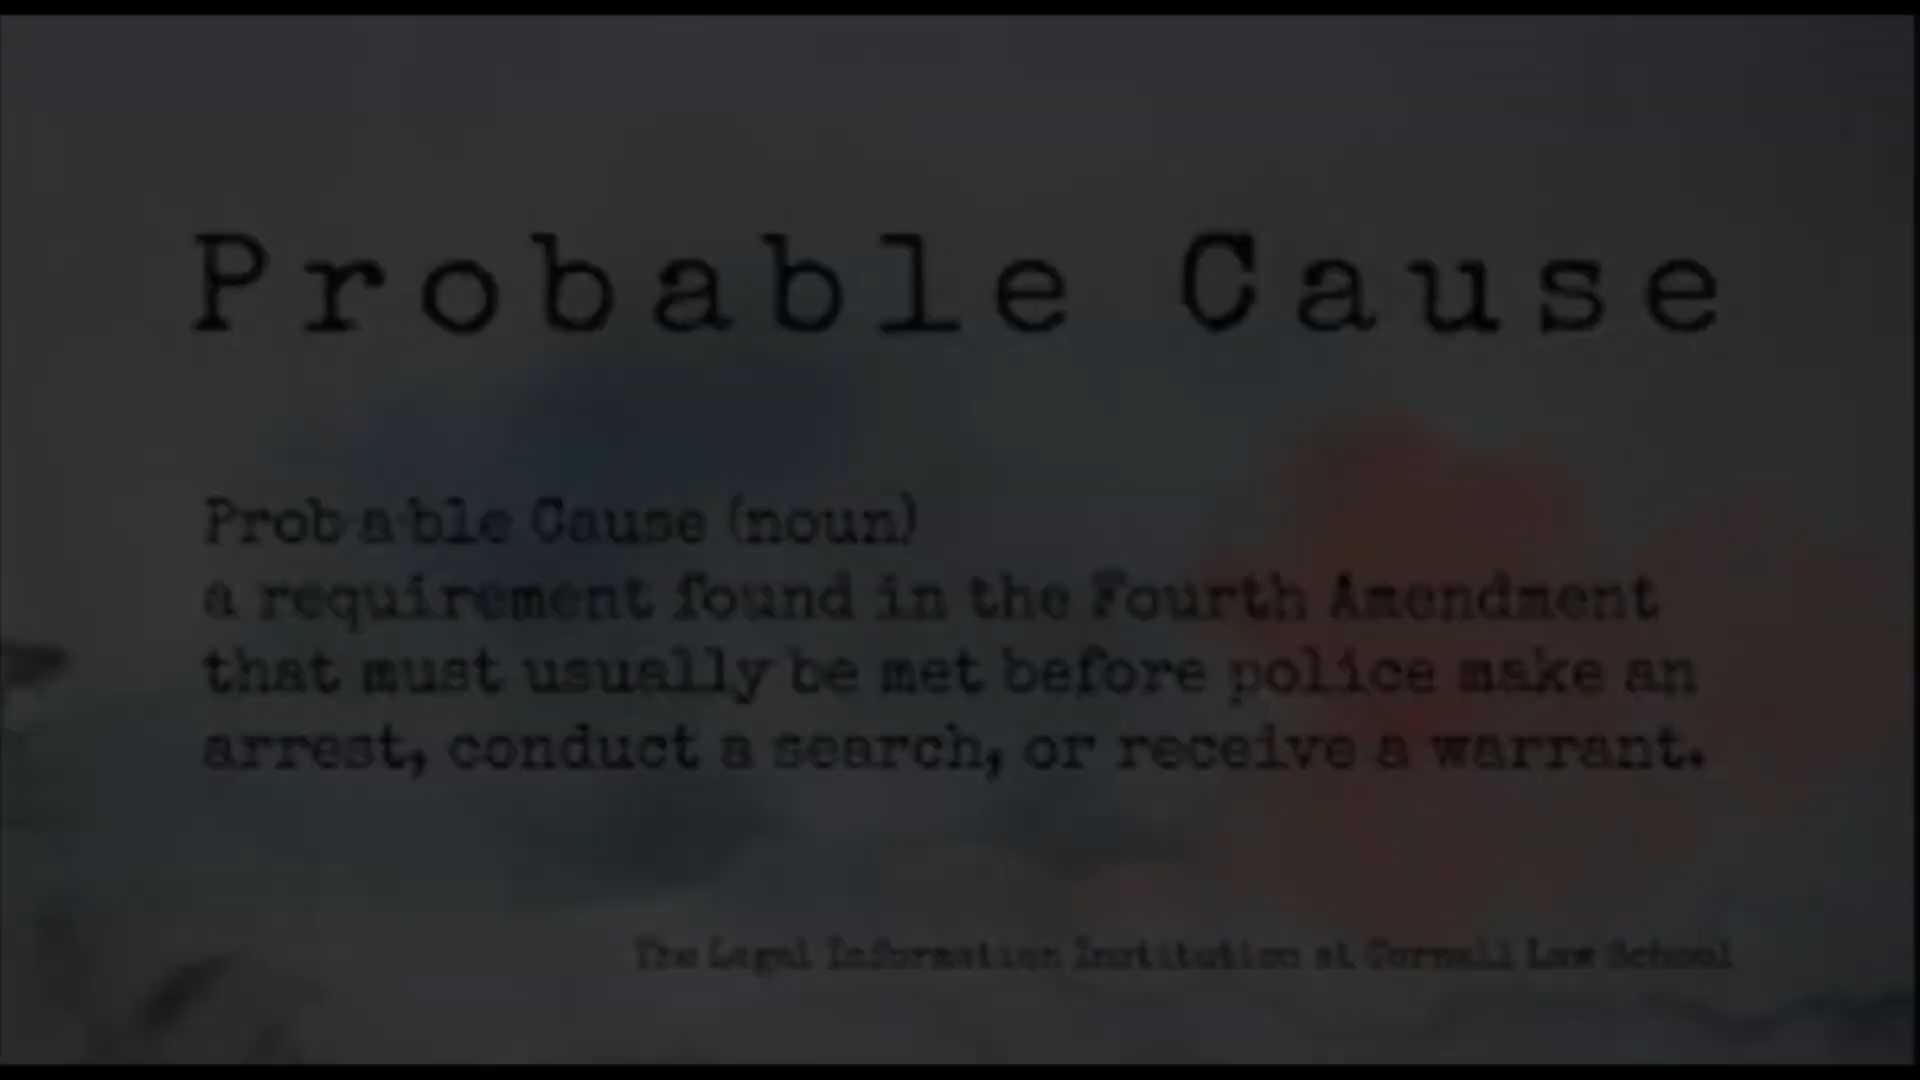 Probable Cause
Prob·a·ble Cause (noun)
a requirement found in the Fourth Amendment
that must usually be met before police make an
arrest, conduct a search, or receive a warrant.
The Legal Information Institution at Cornell Law School